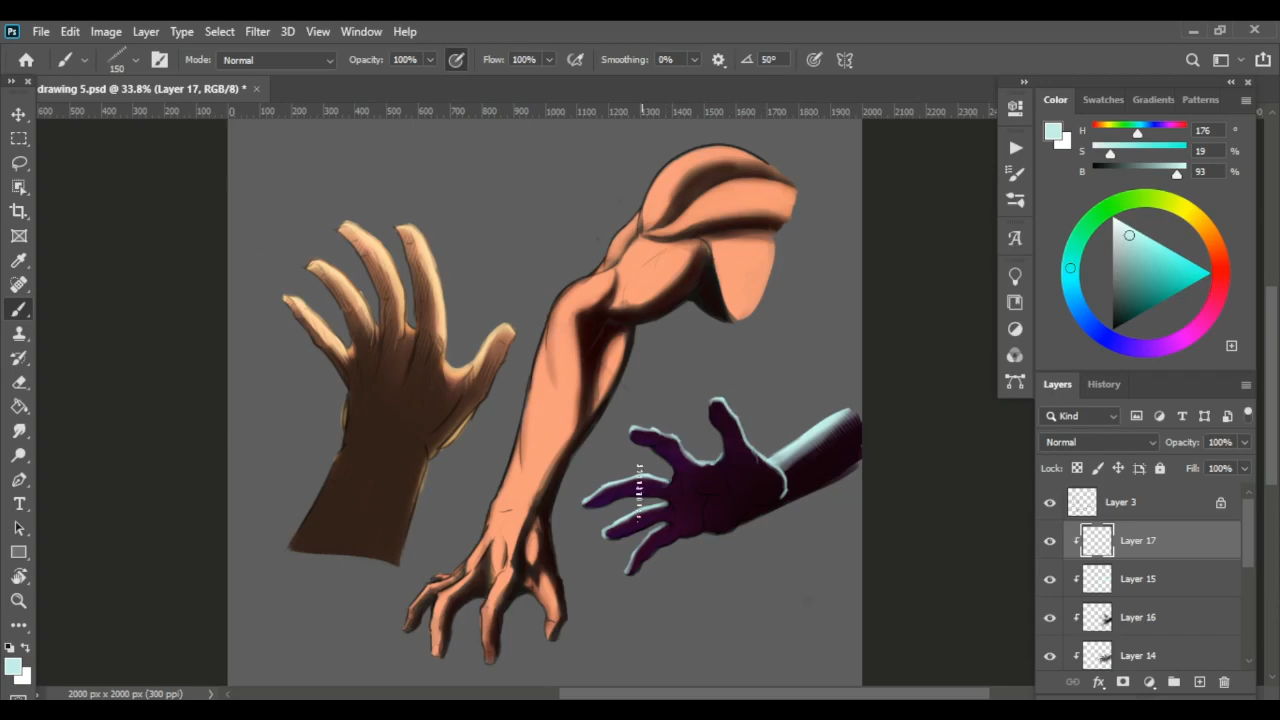 Ps File Edit Image Layer Type Select Filter 3D View Window Help
150 Mode: Normal Opacity: 100% Flow: 100% Smoothing: 0% 50°
drawing 5.psd @ 33.8% (Layer 17, RGB/8) *
600 500 400 300 200 100 0 100 200 300 400 500 600 700 800 900 1000 1100 1200 1300 1400 1500 1600 1700 1800 1900 2000 2100 2200 2300
Color Swatches Gradients Patterns
H 176 °
S 19 %
B 93 %
Layers History
Kind
Normal Opacity: 100%
Lock: Fill: 100%
Layer 3
Layer 17
Layer 15
Layer 16
Layer 14
2000 px x 2000 px (300 ppi)